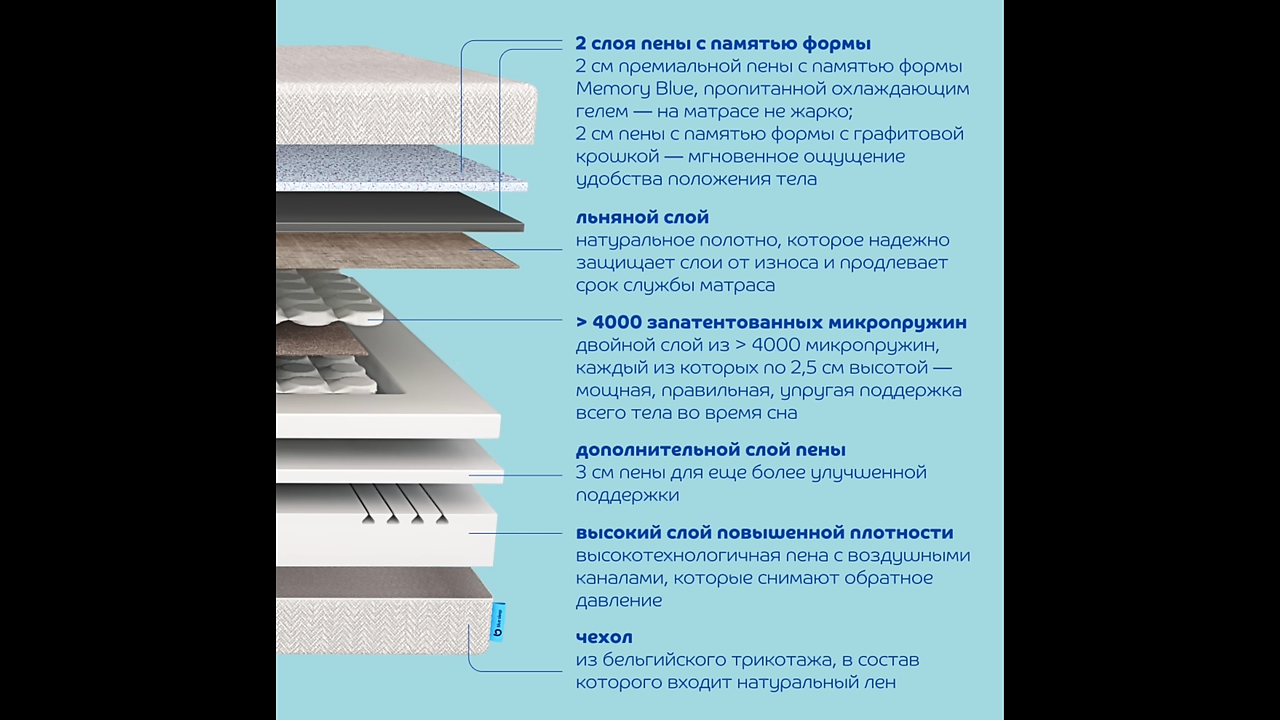 2 слоя пены с памятью формы
2 см премиальной пены с памятью формы
Memory Blue, пропитанной охлаждающим
гелем — на матрасе не жарко;
2 см пены с памятью формы с графитовой
крошкой — мгновенное ощущение
удобства положения тела
льняной слой
натуральное полотно, которое надежно
защищает слои от износа и продлевает
срок службы матраса
> 4000 запатентованных микропружин
двойной слой из > 4000 микропружин,
каждый из которых по 2,5 см высотой —
мощная, правильная, упругая поддержка
всего тела во время сна
дополнительной слой пены
3 см пены для еще более улучшенной
поддержки
высокий слой повышенной плотности
высокотехнологичная пена с воздушными
каналами, которые снимают обратное
давление
чехол
из бельгийского трикотажа, в состав
которого входит натуральный лен
blue sleep